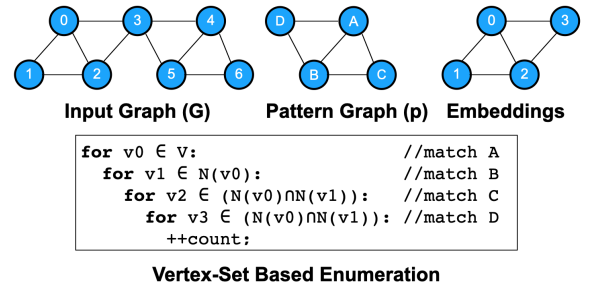 0 3 4 D A 0 3
1 2 5 6 B C 1 2
Input Graph (G) Pattern Graph (p) Embeddings
for v0 ∈ V: //match A
for v1 ∈ N(v0): //match B
for v2 ∈ (N(v0)∩N(v1)): //match C
for v3 ∈ (N(v0)∩N(v1)): //match D
++count;
Vertex-Set Based Enumeration